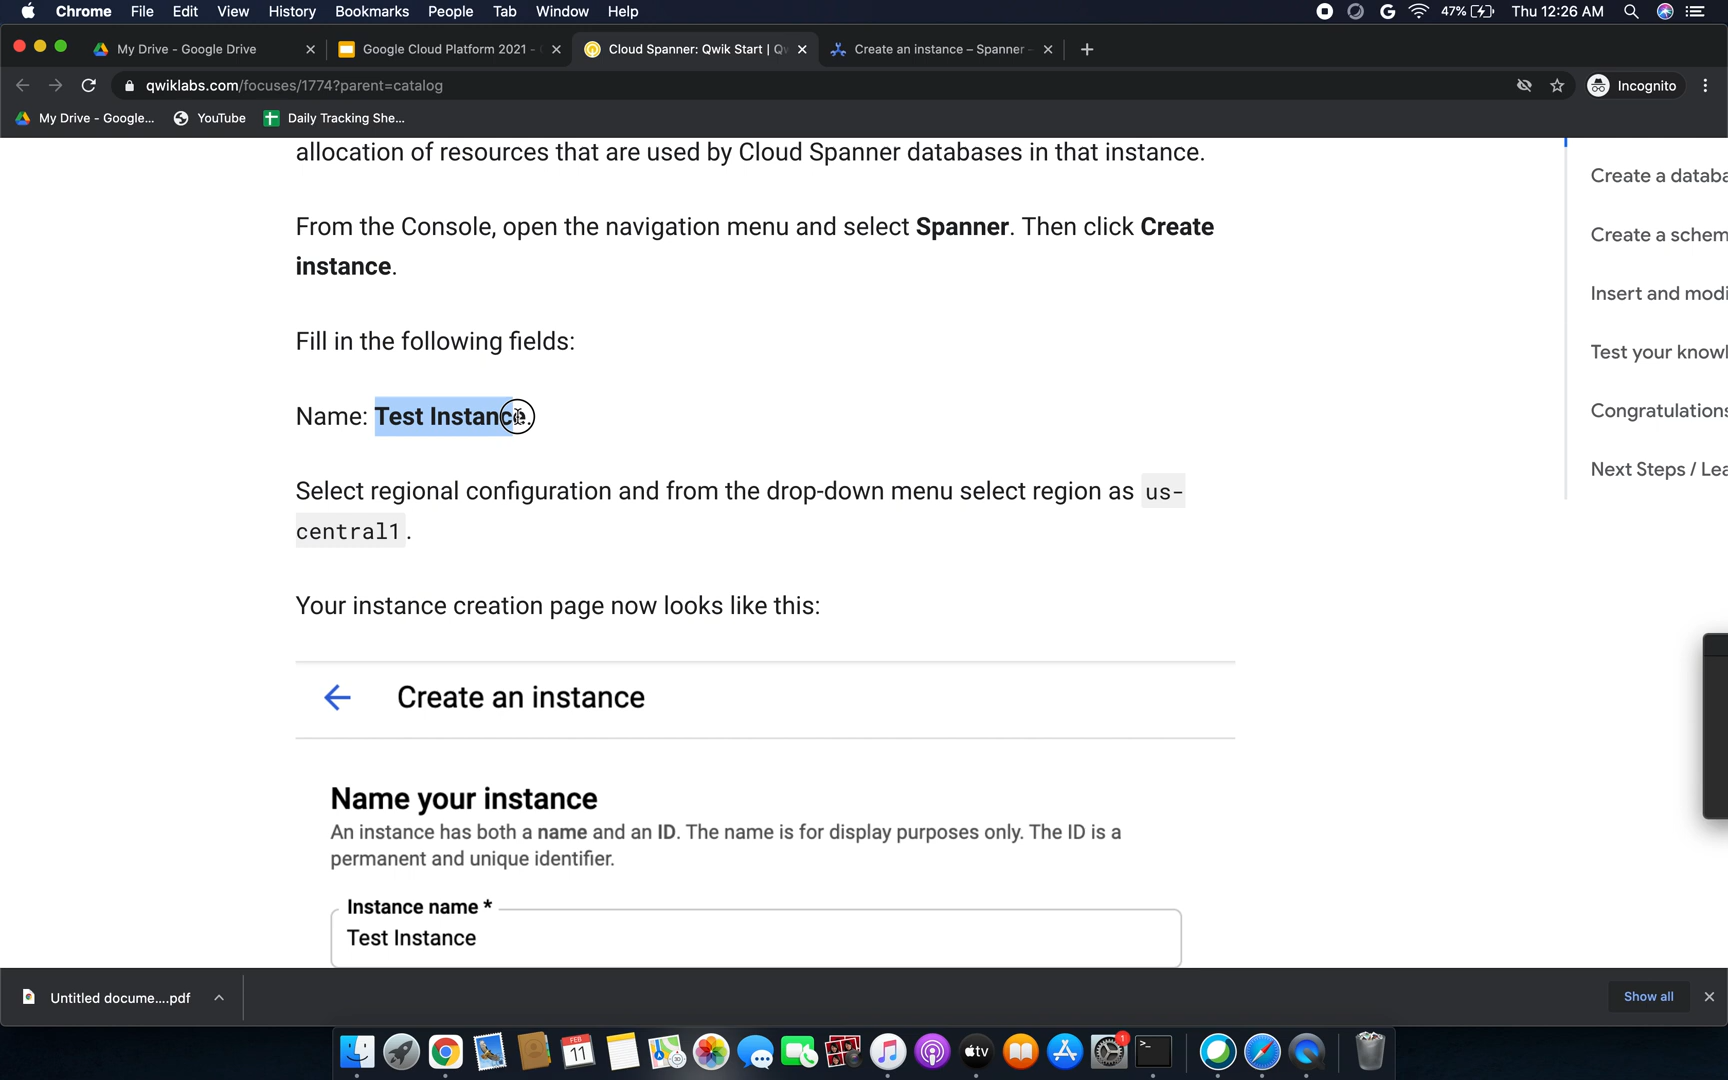 Chrome File Edit View History Bookmarks People Tab Window Help 47% Thu 12:26 AM
My Drive - Google Drive Google Cloud Platform 2021 - Cloud Spanner: Qwik Start | Qw Create an instance – Spanner -
qwiklabs.com/focuses/1774?parent=catalog Incognito
My Drive - Google... YouTube Daily Tracking She...
allocation of resources that are used by Cloud Spanner databases in that instance.
From the Console, open the navigation menu and select Spanner. Then click Create
instance.
Fill in the following fields:
Name: Test Instance.
Select regional configuration and from the drop-down menu select region as us-
central1.
Your instance creation page now looks like this:
Create an instance
Name your instance
An instance has both a name and an ID. The name is for display purposes only. The ID is a
permanent and unique identifier.
Instance name *
Test Instance
Create a databa
Create a schem
Insert and modi
Test your knowl
Congratulations
Next Steps / Lea
Untitled docume....pdf Show all
FEB
11
tv
1